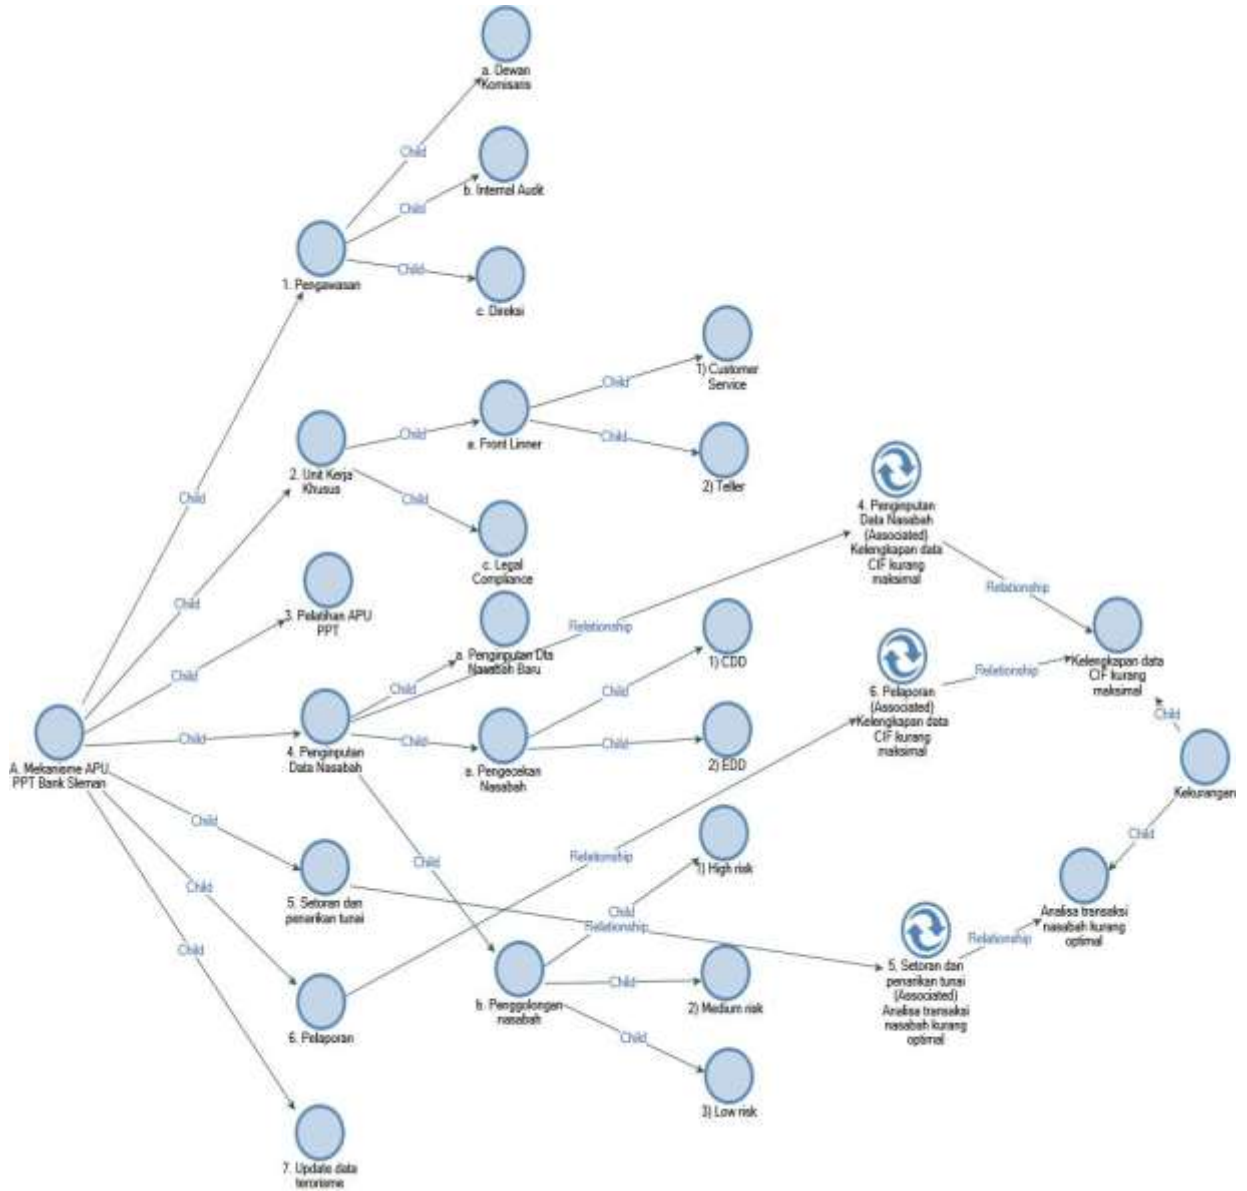 a. Dewan
Komisaris
Child
b. Internal Audit
Child
1. Pengawasan
Child
c. Direksi
1) Customer
Service
Child
Child
a. Front Linner
Child
2. Unit Kerja
Khusus
2) Teller
Child
Child
c. Legal
Compliance
4. Penginputan
Data Nasabah
(Associated)
Kelengkapan data
CIF kurang
maksimal
Relationship
Child
3. Pelatihan APU
PPT
Relationship
a. Penginputan Dta
Nasabah Baru
1) CDD
Relationship
Kelengkapan data
CIF kurang
maksimal
Child
Child
Child
6. Pelaporan
(Associated)
Kelengkapan data
CIF kurang
maksimal
Child
A. Mekanisme APU
PPT Bank Sleman
Child
4. Penginputan
Data Nasabah
Child
a. Pengecekan
Nasabah
Child
2) EDD
Kekurangan
Child
Child
Relationship
Child
1) High risk
5. Setoran dan
penarikan tunai
Child
Child
Relationship
Analisa transaksi
nasabah kurang
optimal
Child
Relationship
5. Setoran dan
penarikan tunai
(Associated)
Analisa transaksi
nasabah kurang
optimal
b. Penggolongan
nasabah
Child
2) Medium risk
6. Pelaporan
Child
3) Low risk
7. Update data
terorisme